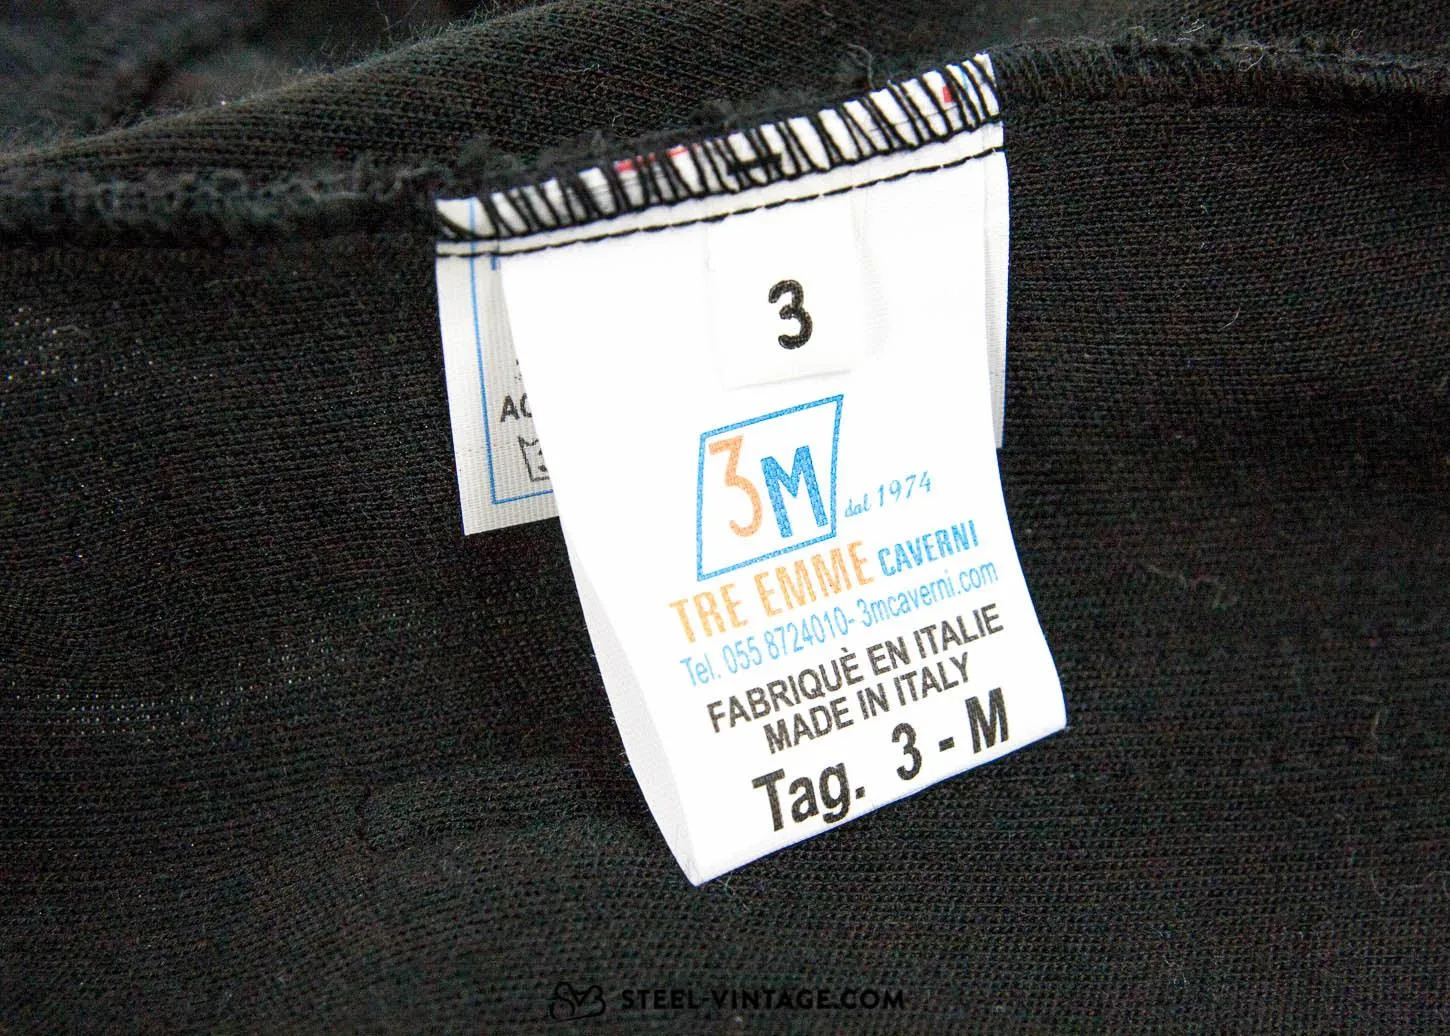 3
3M dal 1974
TRE EMME CAVERNI
Tel. 055 8724010- 3mcaverni.com
FABRIQUÈ EN ITALIE
MADE IN ITALY
Tag. 3 - M
STEEL-VINTAGE.COM